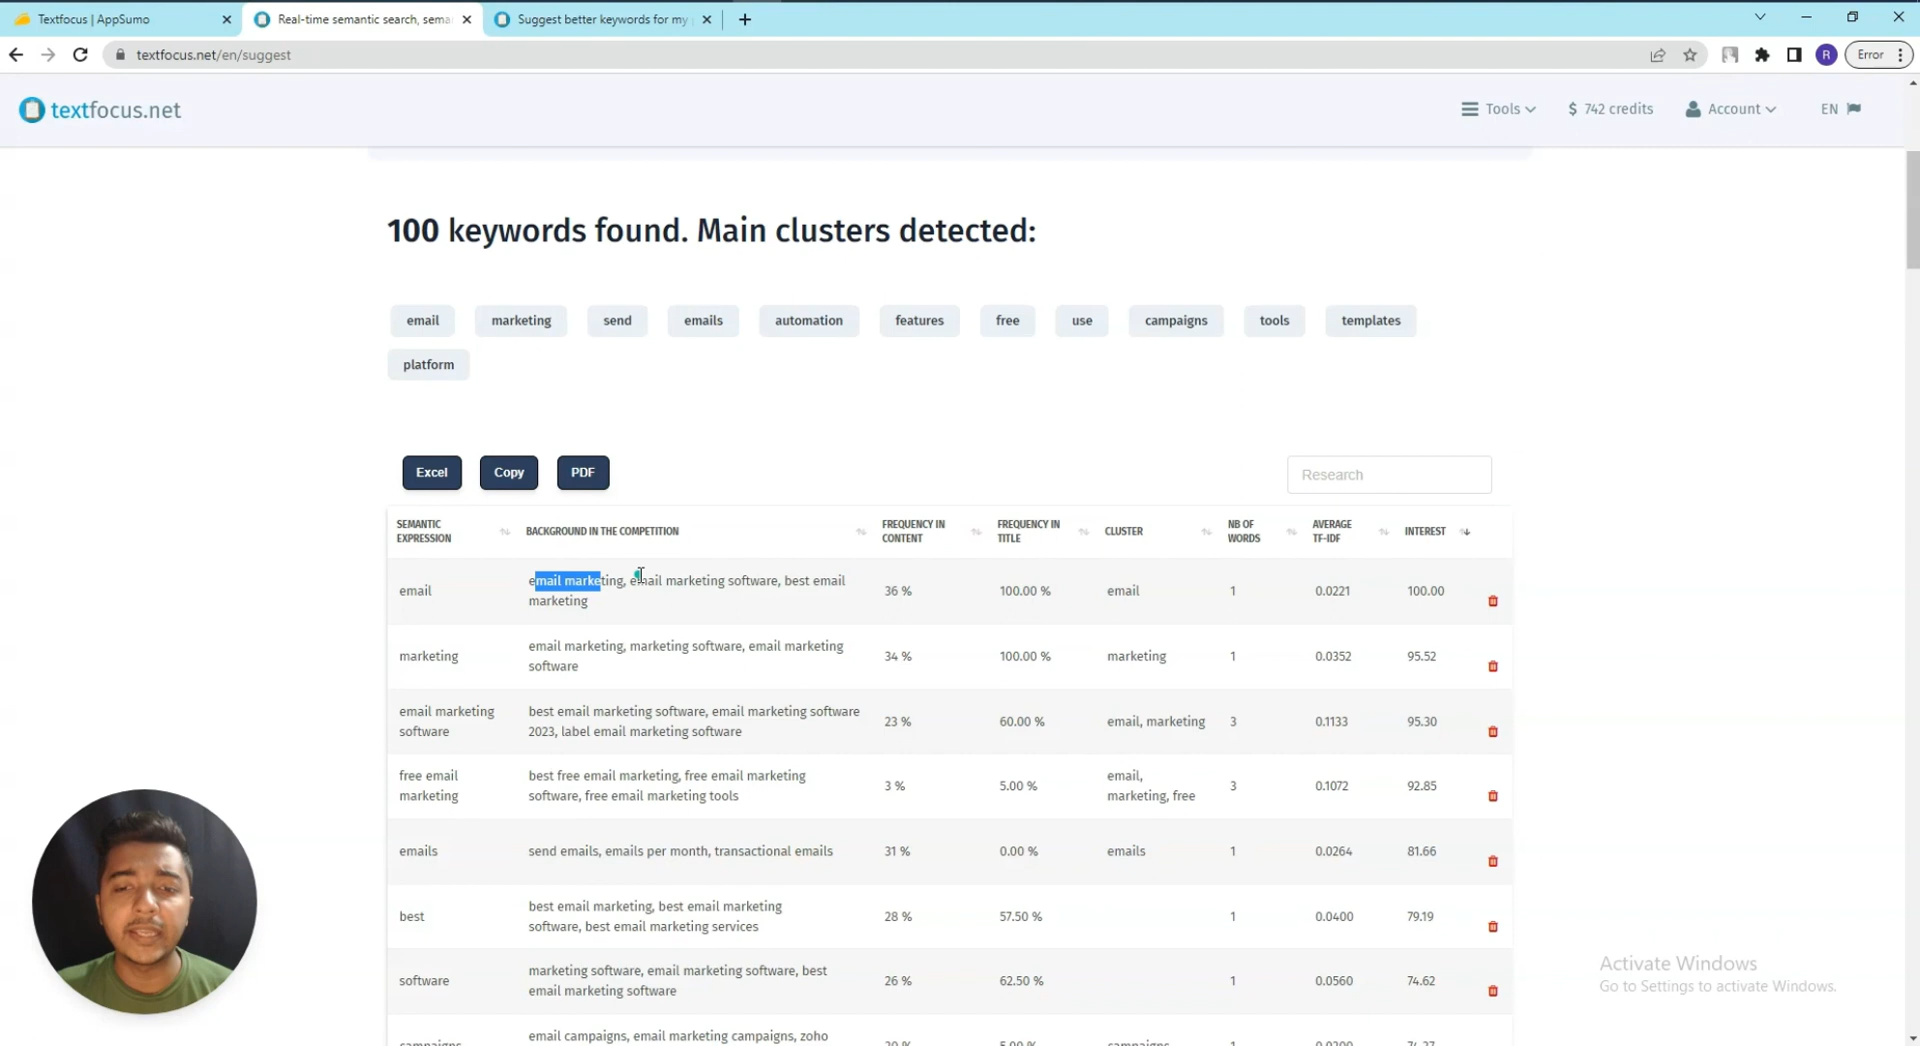 Textfocus | AppSumo
Real-time semantic search, sema
Suggest better keywords for my
textfocus.net/en/suggest
R
Error
textfocus.net
Tools
$ 742 credits
Account
EN
100 keywords found. Main clusters detected:
email marketing send emails automation features free use campaigns tools templates
platform
Excel Copy PDF
Research
SEMANTIC EXPRESSION BACKGROUND IN THE COMPETITION FREQUENCY IN CONTENT FREQUENCY IN TITLE CLUSTER NB OF WORDS AVERAGE TF-IDF INTEREST
email
email marketing, email marketing software, best email
marketing
36 % 100.00 % email 1 0.0221 100.00
marketing
email marketing, marketing software, email marketing
software
34 % 100.00 % marketing 1 0.0352 95.52
email marketing
software
best email marketing software, email marketing software
2023, label email marketing software
23 % 60.00 % email, marketing 3 0.1133 95.30
free email
marketing
best free email marketing, free email marketing
software, free email marketing tools
3 % 5.00 %
email,
marketing, free
3 0.1072 92.85
emails send emails, emails per month, transactional emails 31 % 0.00 % emails 1 0.0264 81.66
best
best email marketing, best email marketing
software, best email marketing services
28 % 57.50 % 1 0.0400 79.19
software
marketing software, email marketing software, best
email marketing software
26 % 62.50 % 1 0.0560 74.62
email campaigns, email marketing campaigns, zoho
Activate Windows
Go to Settings to activate Windows.